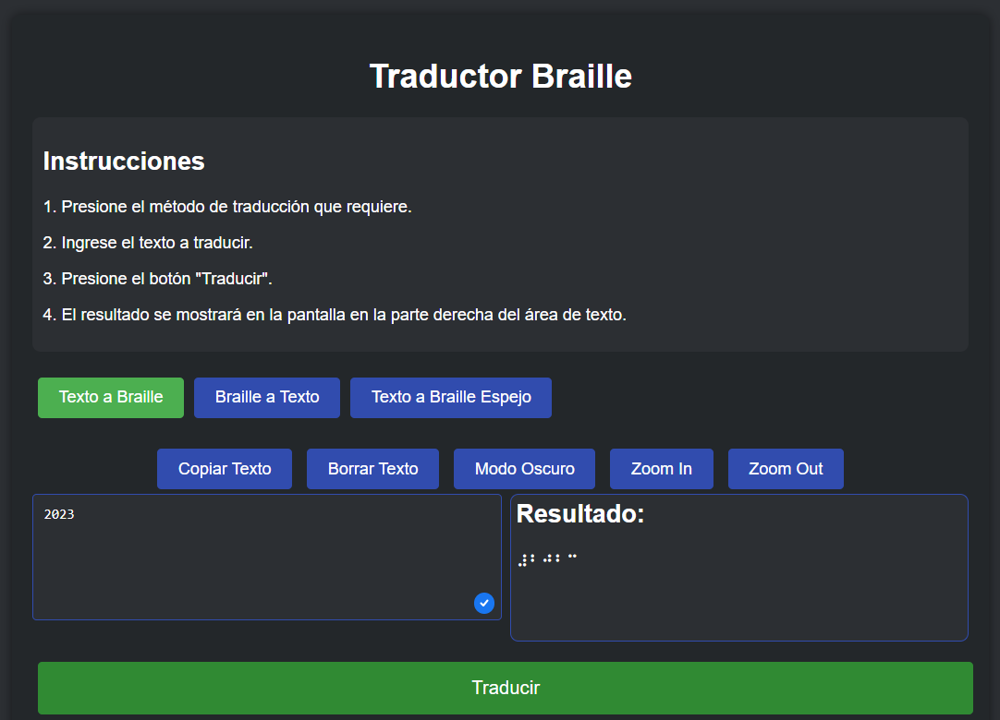 Traductor Braille
Instrucciones
1. Presione el método de traducción que requiere.
2. Ingrese el texto a traducir.
3. Presione el botón "Traducir".
4. El resultado se mostrará en la pantalla en la parte derecha del área de texto.
Texto a Braille Braille a Texto Texto a Braille Espejo
Copiar Texto Borrar Texto Modo Oscuro Zoom In Zoom Out
2023
Resultado:
⠼⠃⠚⠃⠉
Traducir